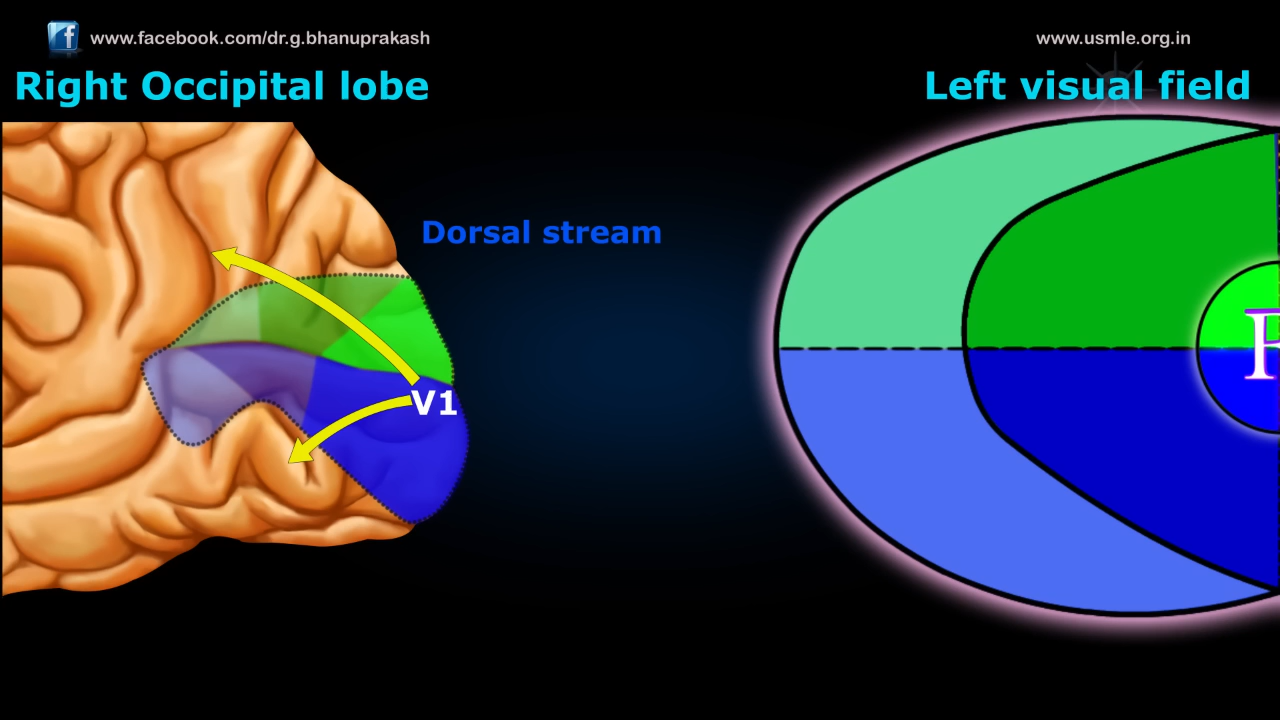 f www.facebook.com/dr.g.bhanuprakash
www.usmle.org.in
Right Occipital lobe
Left visual field
Dorsal stream
V1
F